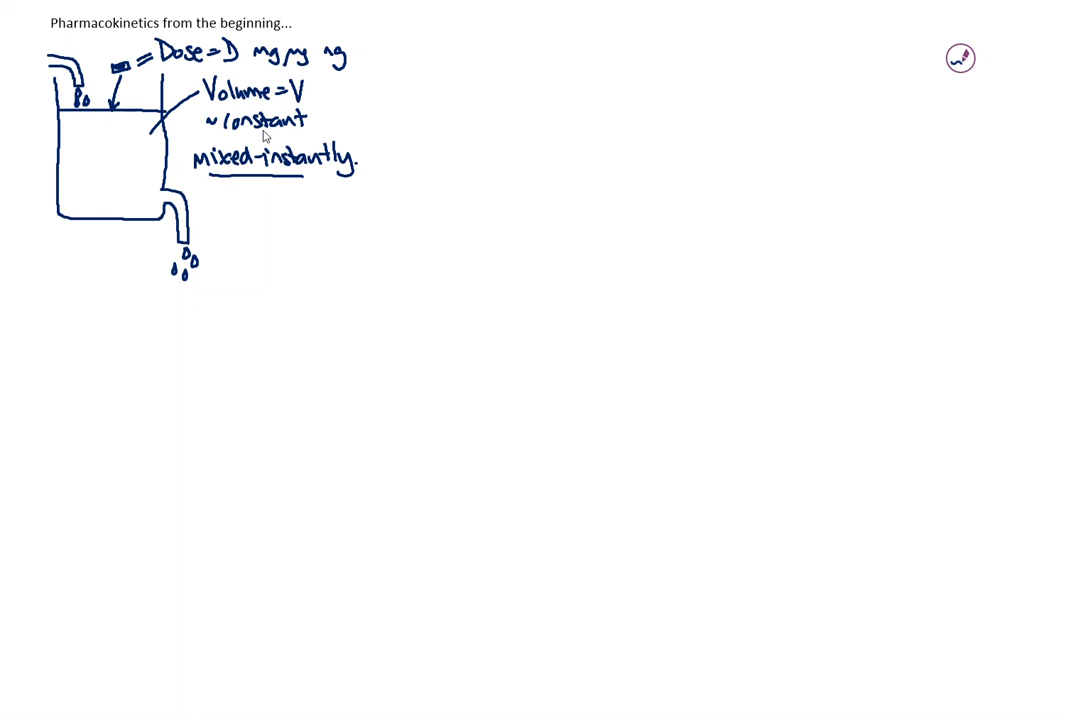 Pharmacokinetics from the beginning...
= Dose = D mg μg ng
Volume = V
~ constant
mixed-instantly.